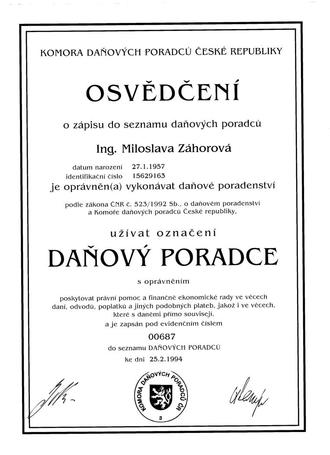 KOMORA DAŇOVÝCH PORADCŮ ČESKÉ REPUBLIKY
OSVĚDČENÍ
o zápisu do seznamu daňových poradců
Ing. Miloslava Záhorová
datum narození 27.1.1957
identifikační číslo 15629163
je oprávněn(a) vykonávat daňové poradenství
podle zákona ČNR č. 523/1992 Sb., o daňovém poradenství
a Komoře daňových poradců České republiky,
užívat označení
DAŇOVÝ PORADCE
s oprávněním
poskytovat právní pomoc a finančně ekonomické rady ve věcech
daní, odvodů, poplatků a jiných podobných plateb, jakož i ve věcech,
které s daněmi přímo souvisejí.
a je zapsán pod evidenčním číslem
00687
do seznamu DAŇOVÝCH PORADCŮ
ke dni 25.2.1994
KOMORA DAŇOVÝCH PORADCŮ ČR
3